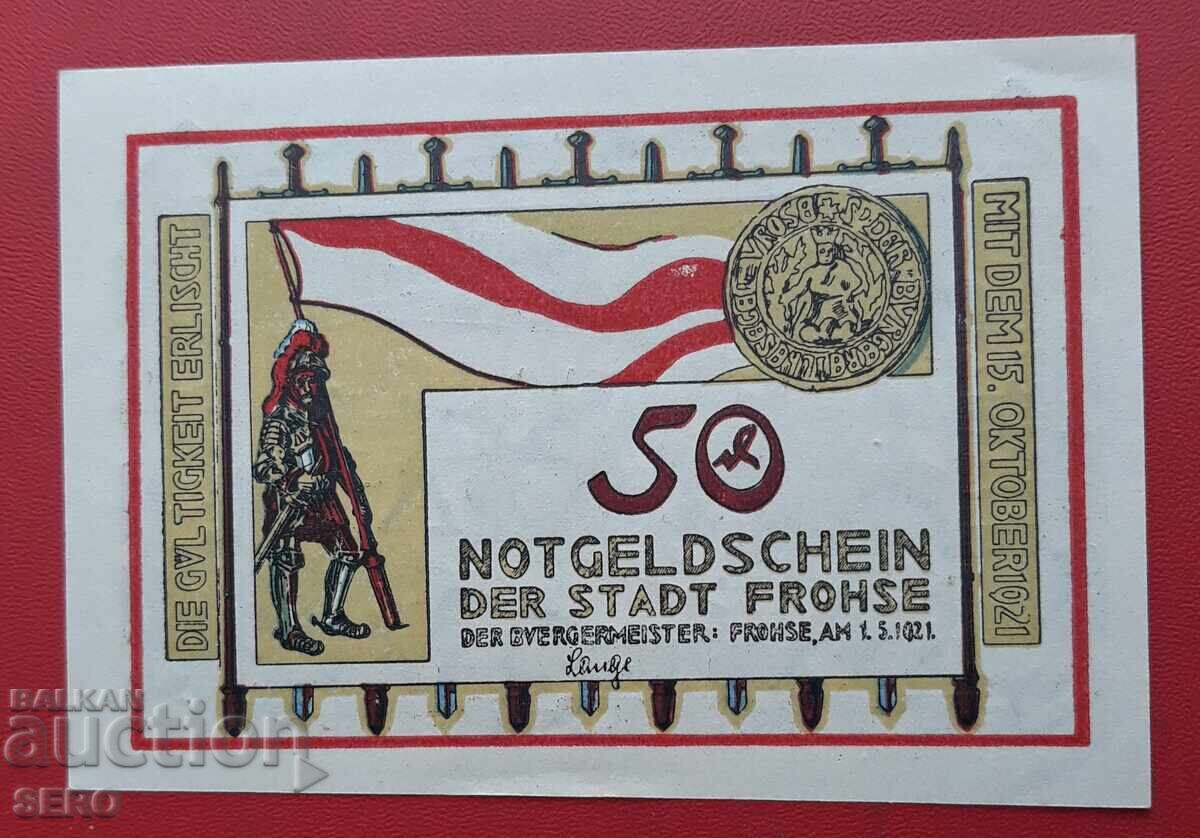 DIE GVLTIGKEIT ERLISCHT
MIT DEM 15. OKTOBER 1921
50
NOTGELDSCHEIN
DER STADT FROHSE
DER BVERGERMEISTER: FROHSE, AM 1.5.1921.
Lange
BALKAN
auction
SERO